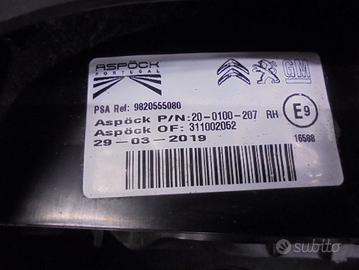 ASPÖCK
PORTUGAL
GM
PSA Ref: 9820555080
Aspöck P/N:20-0100-207 RH
Aspöck OF: 311002052
29-03-2019
E9
16588
subito